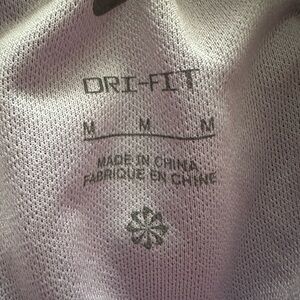 DRI-FIT
M M M
MADE IN CHINA
FABRIQUE EN CHINE